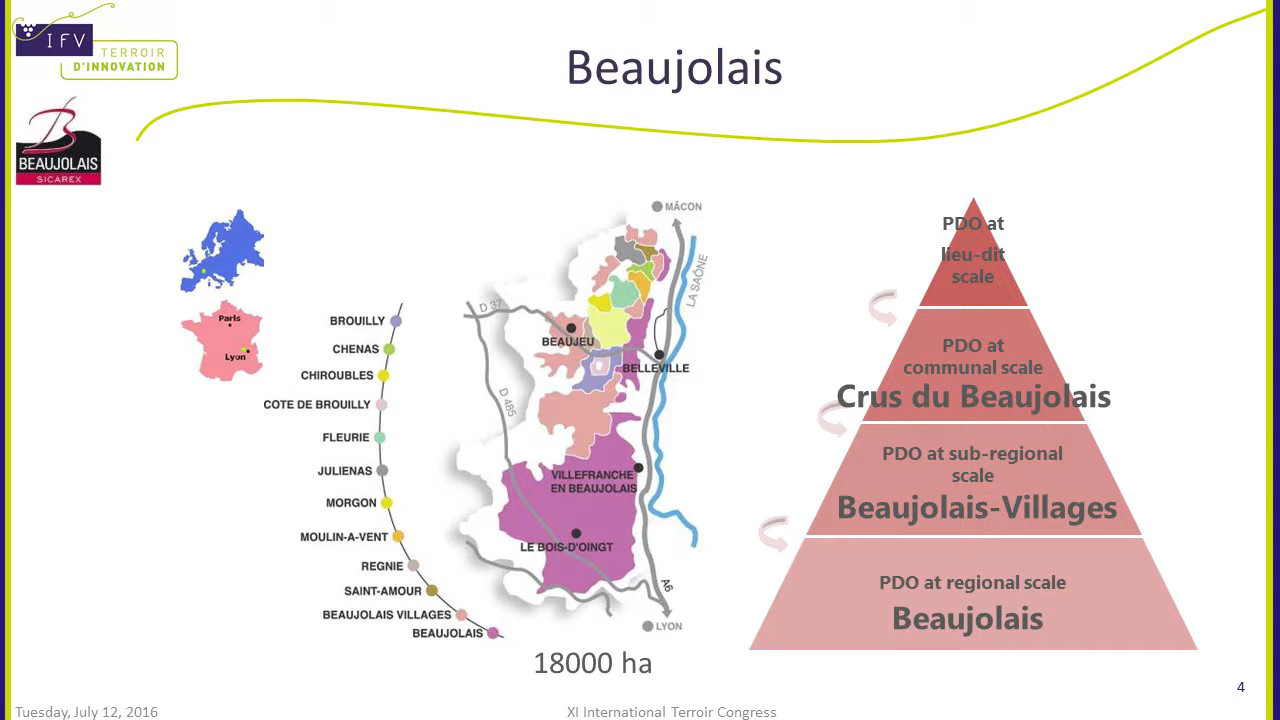 IFV
TERROIR
D'INNOVATION
Beaujolais
B
BEAUJOLAIS
SICAREX
Paris
Lyon
BROUILLY
CHENAS
CHIROUBLES
COTE DE BROUILLY
FLEURIE
JULIENAS
MORGON
MOULIN-A-VENT
REGNIE
SAINT-AMOUR
BEAUJOLAIS VILLAGES
BEAUJOLAIS
MÂCON
LA SAÔNE
D 37
BEAUJEU
BELLEVILLE
D 485
VILLEFRANCHE
EN BEAUJOLAIS
LE BOIS-D'OINGT
A6
LYON
18000 ha
PDO at
lieu-dit
scale
PDO at
communal scale
Crus du Beaujolais
PDO at sub-regional
scale
Beaujolais-Villages
PDO at regional scale
Beaujolais
4
Tuesday, July 12, 2016
XI International Terroir Congress